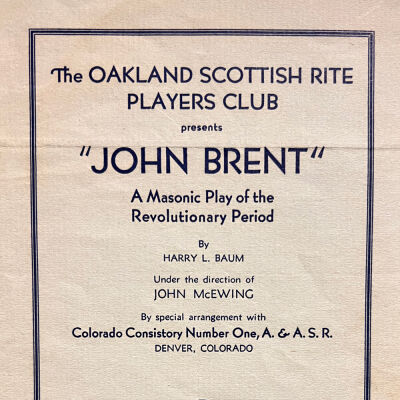 The OAKLAND SCOTTISH RITE
PLAYERS CLUB
presents
"JOHN BRENT"
A Masonic Play of the
Revolutionary Period
By
HARRY L. BAUM
Under the direction of
JOHN McEWING
By special arrangement with
Colorado Consistory Number One, A. & A. S. R.
DENVER, COLORADO